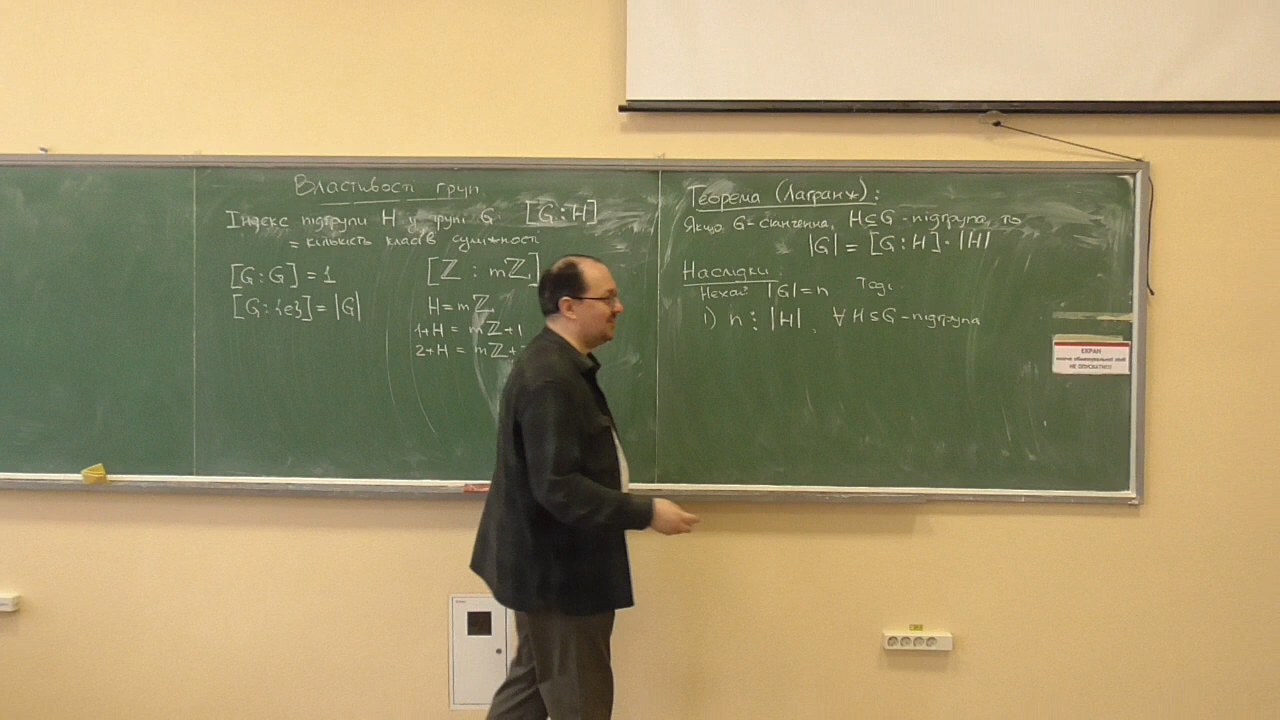 Властивості груп
Індекс підгрупи H у групі G [G:H]
= кількість класів суміжності
[G:G] = 1
[G:{e}] = |G|
[ℤ : mℤ]
H = mℤ
1+H = mℤ+1
2+H = mℤ+
Теорема (Лагранж):
Якщо G - скінченна, H⊆G - підгрупа, то
|G| = [G:H]·|H|
Наслідки:
Нехай |G|=n Тоді
1) n ⋮ |H|, ∀ H≤G - підгрупа
ЕКРАН
НЕ ОПУСКАТИ!!!